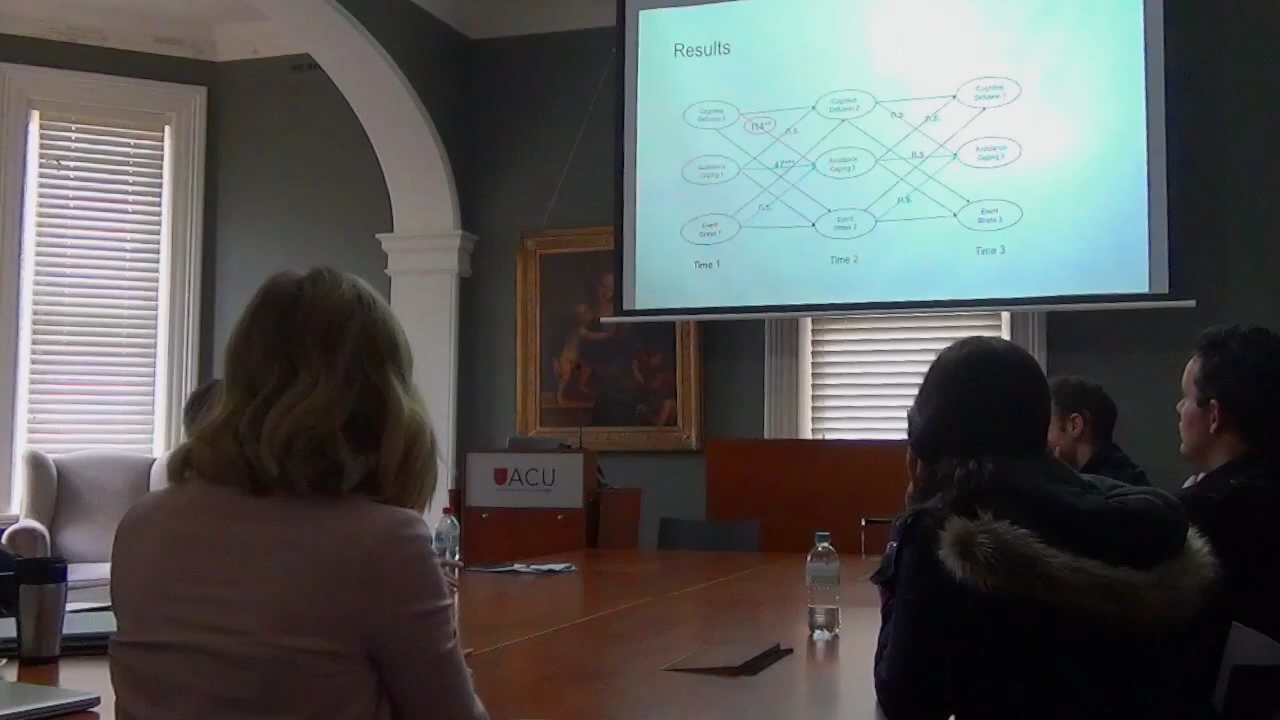 Results
Cognitive
Defusion 1
Cognitive
Defusion 2
Cognitive
Defusion 3
n.s.
n.s.
n.s.
Avoidance
Coping 1
.47***
Avoidance
Coping 2
n.s.
Avoidance
Coping 3
Event
Stress 1
n.s.
Event
Stress 2
n.s.
Event
Stress 3
Time 1
Time 2
Time 3
ACU